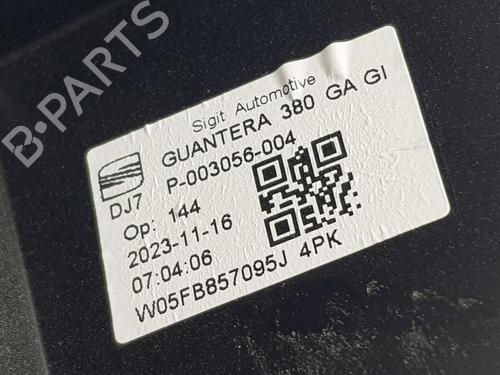 B-PARTS
Sigit Automotive
GUANTERA 380 GA GI
P-003056-004
DJ7
Op: 144
2023-11-16
07:04:06
W05FB857095J 4PK